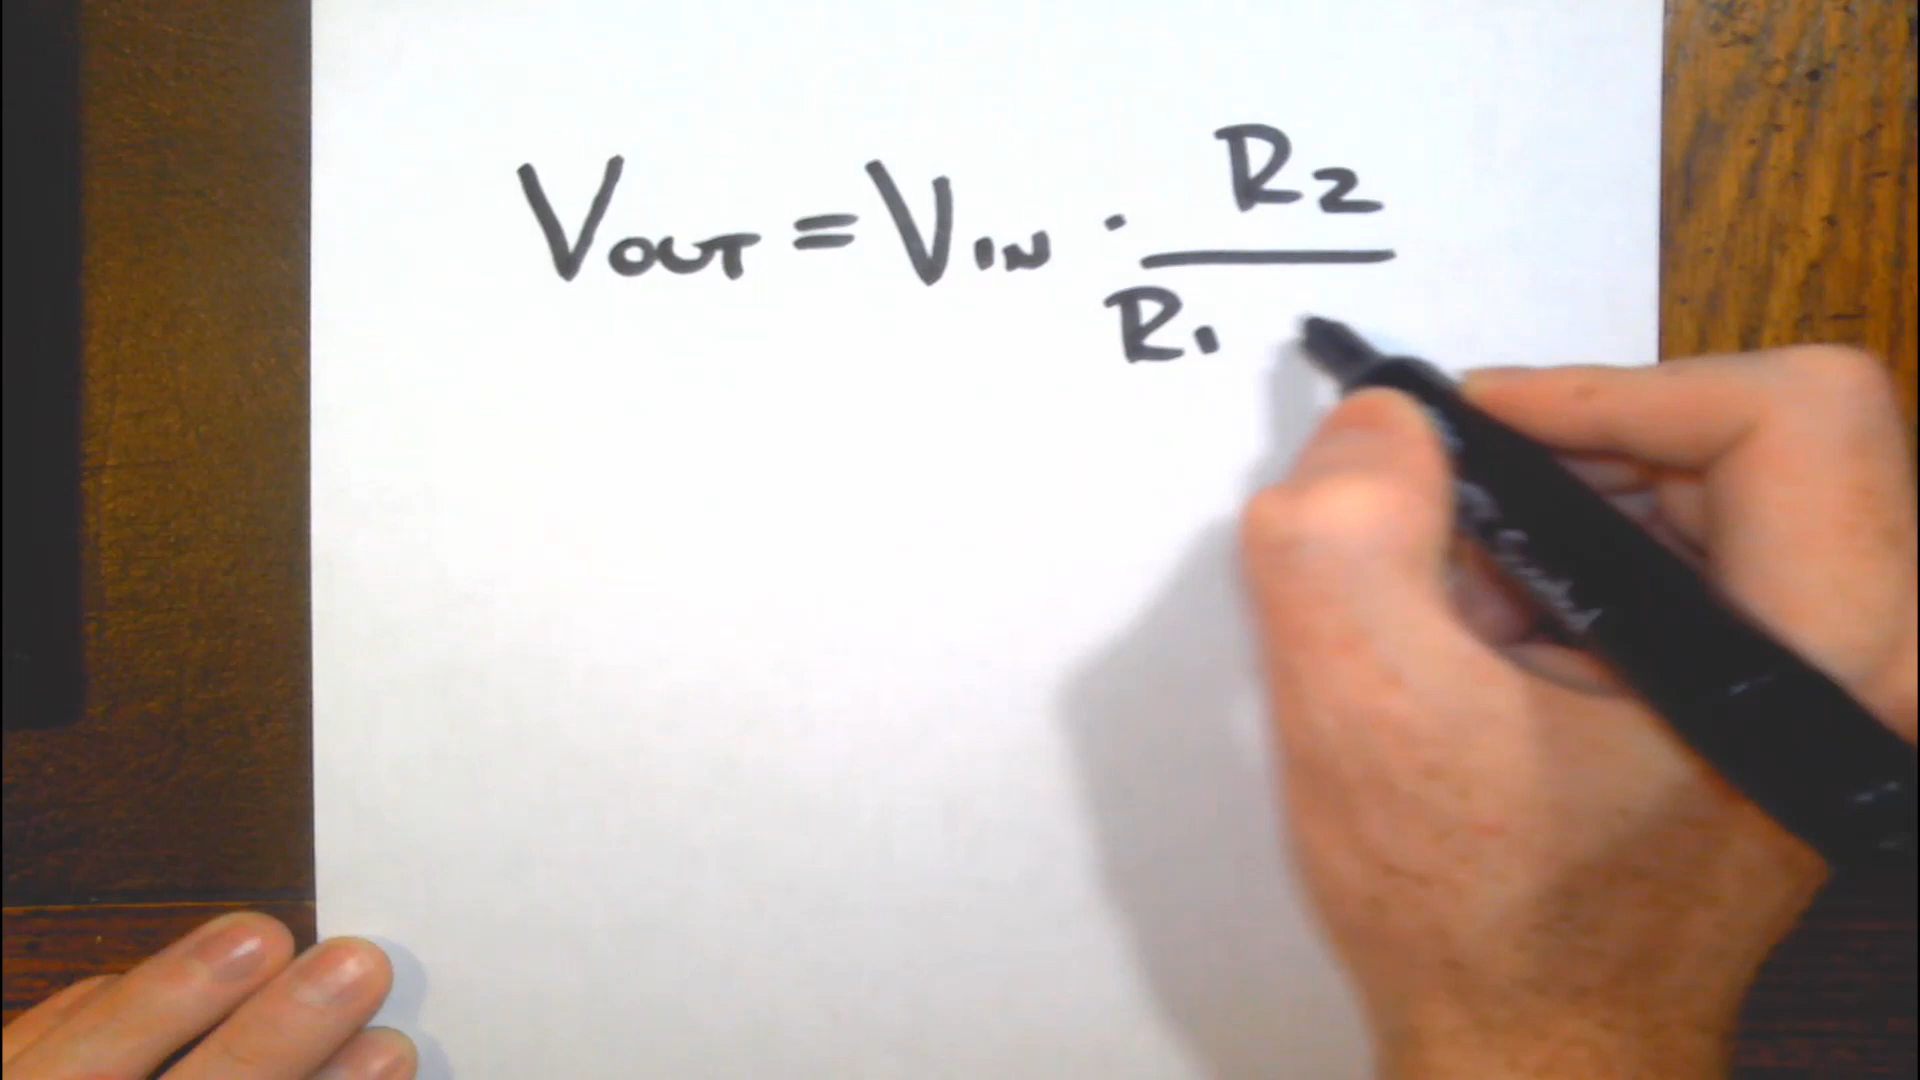 VOUT = VIN · R2
R1